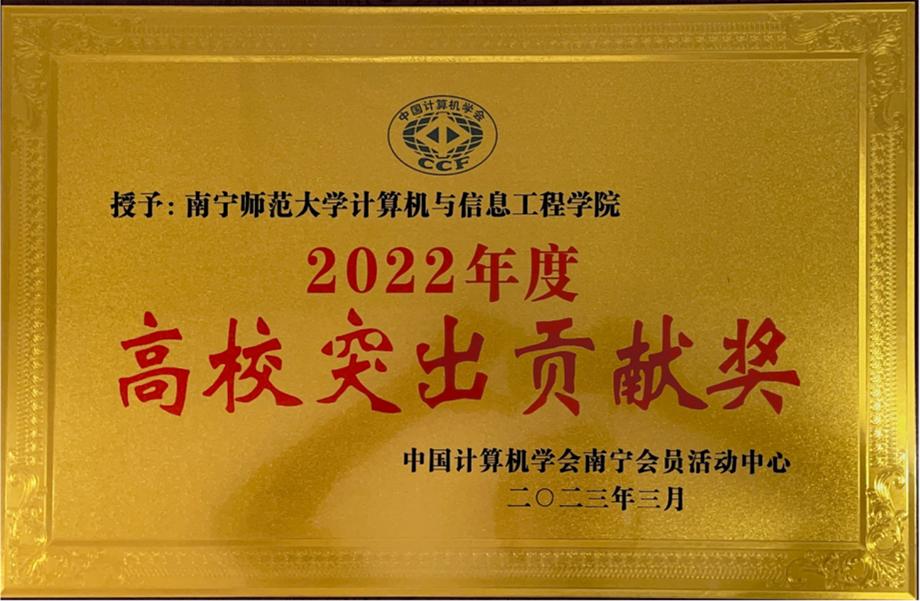 中国计算机学会
CCF
授予：南宁师范大学计算机与信息工程学院
2022年度
高校突出贡献奖
中国计算机学会南宁会员活动中心
二〇二三年三月